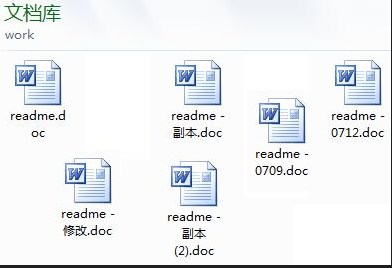 文档库
work
readme.d
oc
readme -
副本.doc
readme -
0709.doc
readme -
0712.doc
readme -
修改.doc
readme -
副本
(2).doc